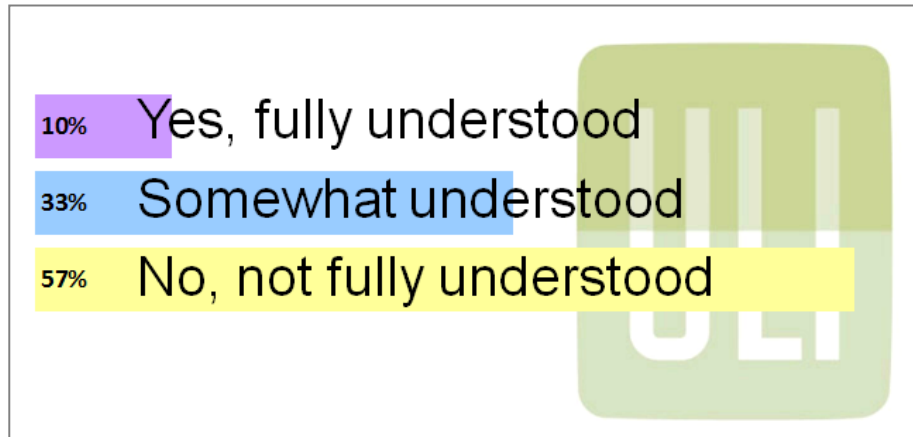 10% Yes, fully understood
33% Somewhat understood
57% No, not fully understood
ULI